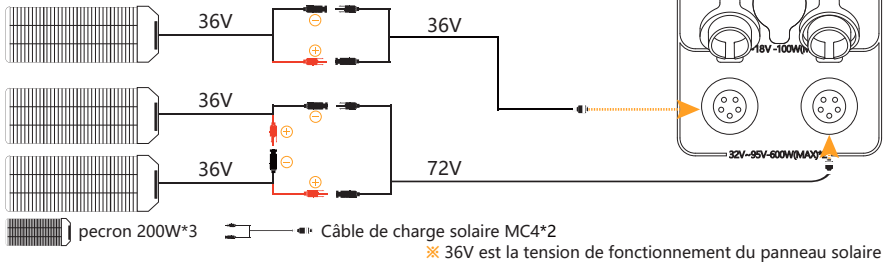 36V
36V
~18V -100W(M
36V
36V
72V
32V~95V-600W(MAX)*
pecron 200W*3
Câble de charge solaire MC4*2
※ 36V est la tension de fonctionnement du panneau solaire